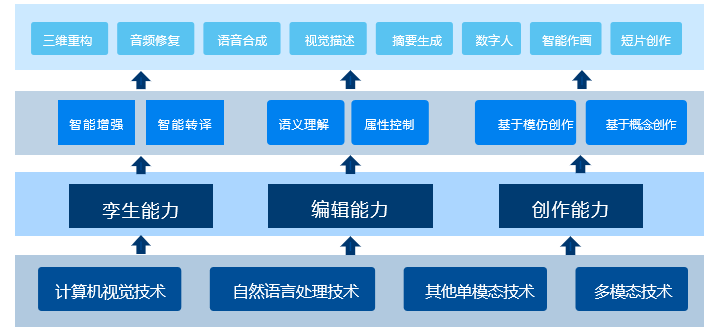 三维重构
音频修复
语音合成
视觉描述
摘要生成
数字人
智能作画
短片创作
智能增强
智能转译
语义理解
属性控制
基于模仿创作
基于概念创作
孪生能力
编辑能力
创作能力
计算机视觉技术
自然语言处理技术
其他单模态技术
多模态技术